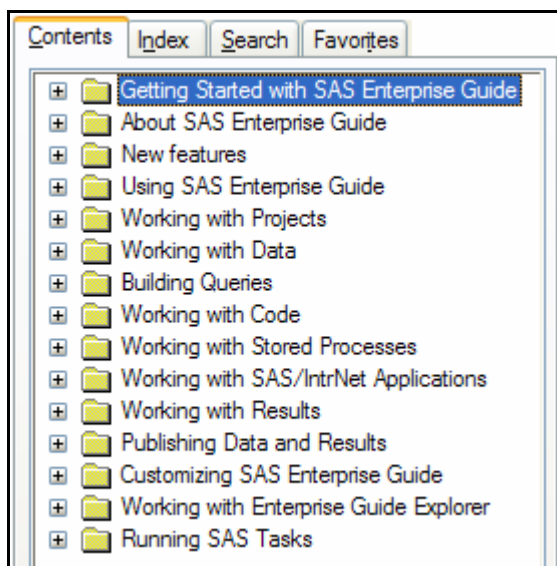 Contents Index Search Favorites
Getting Started with SAS Enterprise Guide
About SAS Enterprise Guide
New features
Using SAS Enterprise Guide
Working with Projects
Working with Data
Building Queries
Working with Code
Working with Stored Processes
Working with SAS/IntrNet Applications
Working with Results
Publishing Data and Results
Customizing SAS Enterprise Guide
Working with Enterprise Guide Explorer
Running SAS Tasks